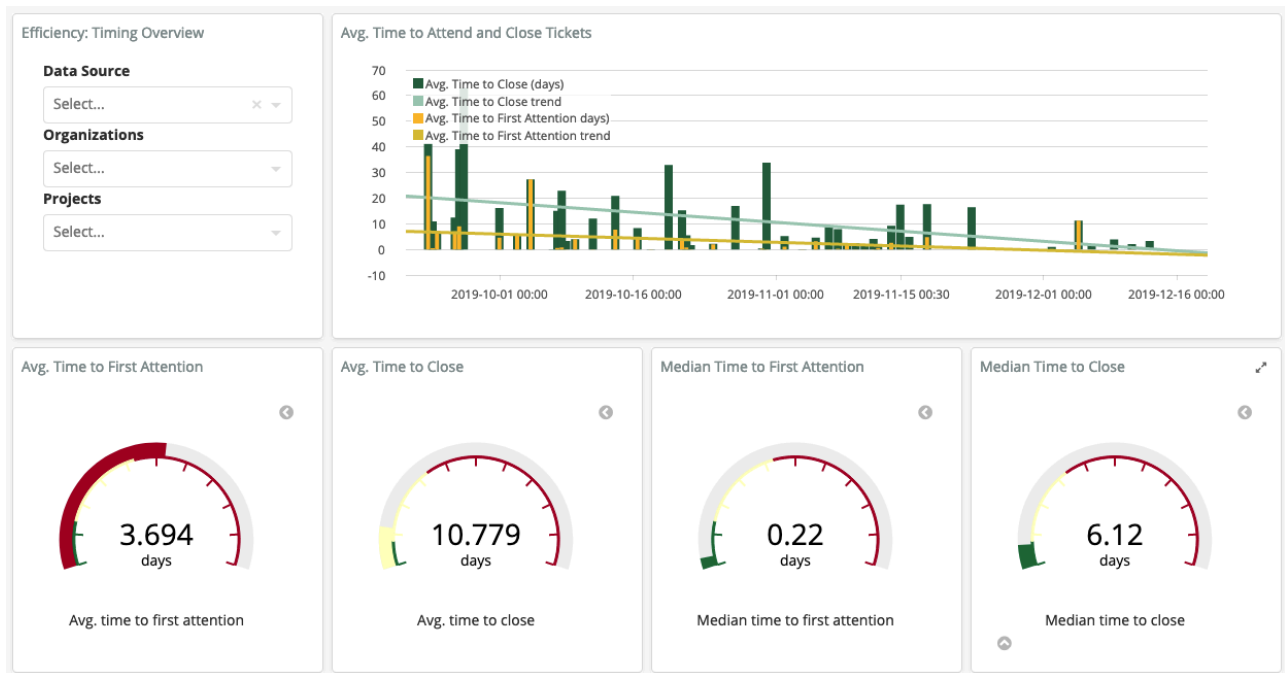 Efficiency: Timing Overview
Data Source
Select...
Organizations
Select...
Projects
Select...
Avg. Time to Attend and Close Tickets
70
60
50
40
30
20
10
0
-10
Avg. Time to Close (days)
Avg. Time to Close trend
Avg. Time to First Attention days)
Avg. Time to First Attention trend
2019-10-01 00:00
2019-10-16 00:00
2019-11-01 00:00
2019-11-15 00:30
2019-12-01 00:00
2019-12-16 00:00
Avg. Time to First Attention
3.694
days
Avg. time to first attention
Avg. Time to Close
10.779
days
Avg. time to close
Median Time to First Attention
0.22
days
Median time to first attention
Median Time to Close
6.12
days
Median time to close